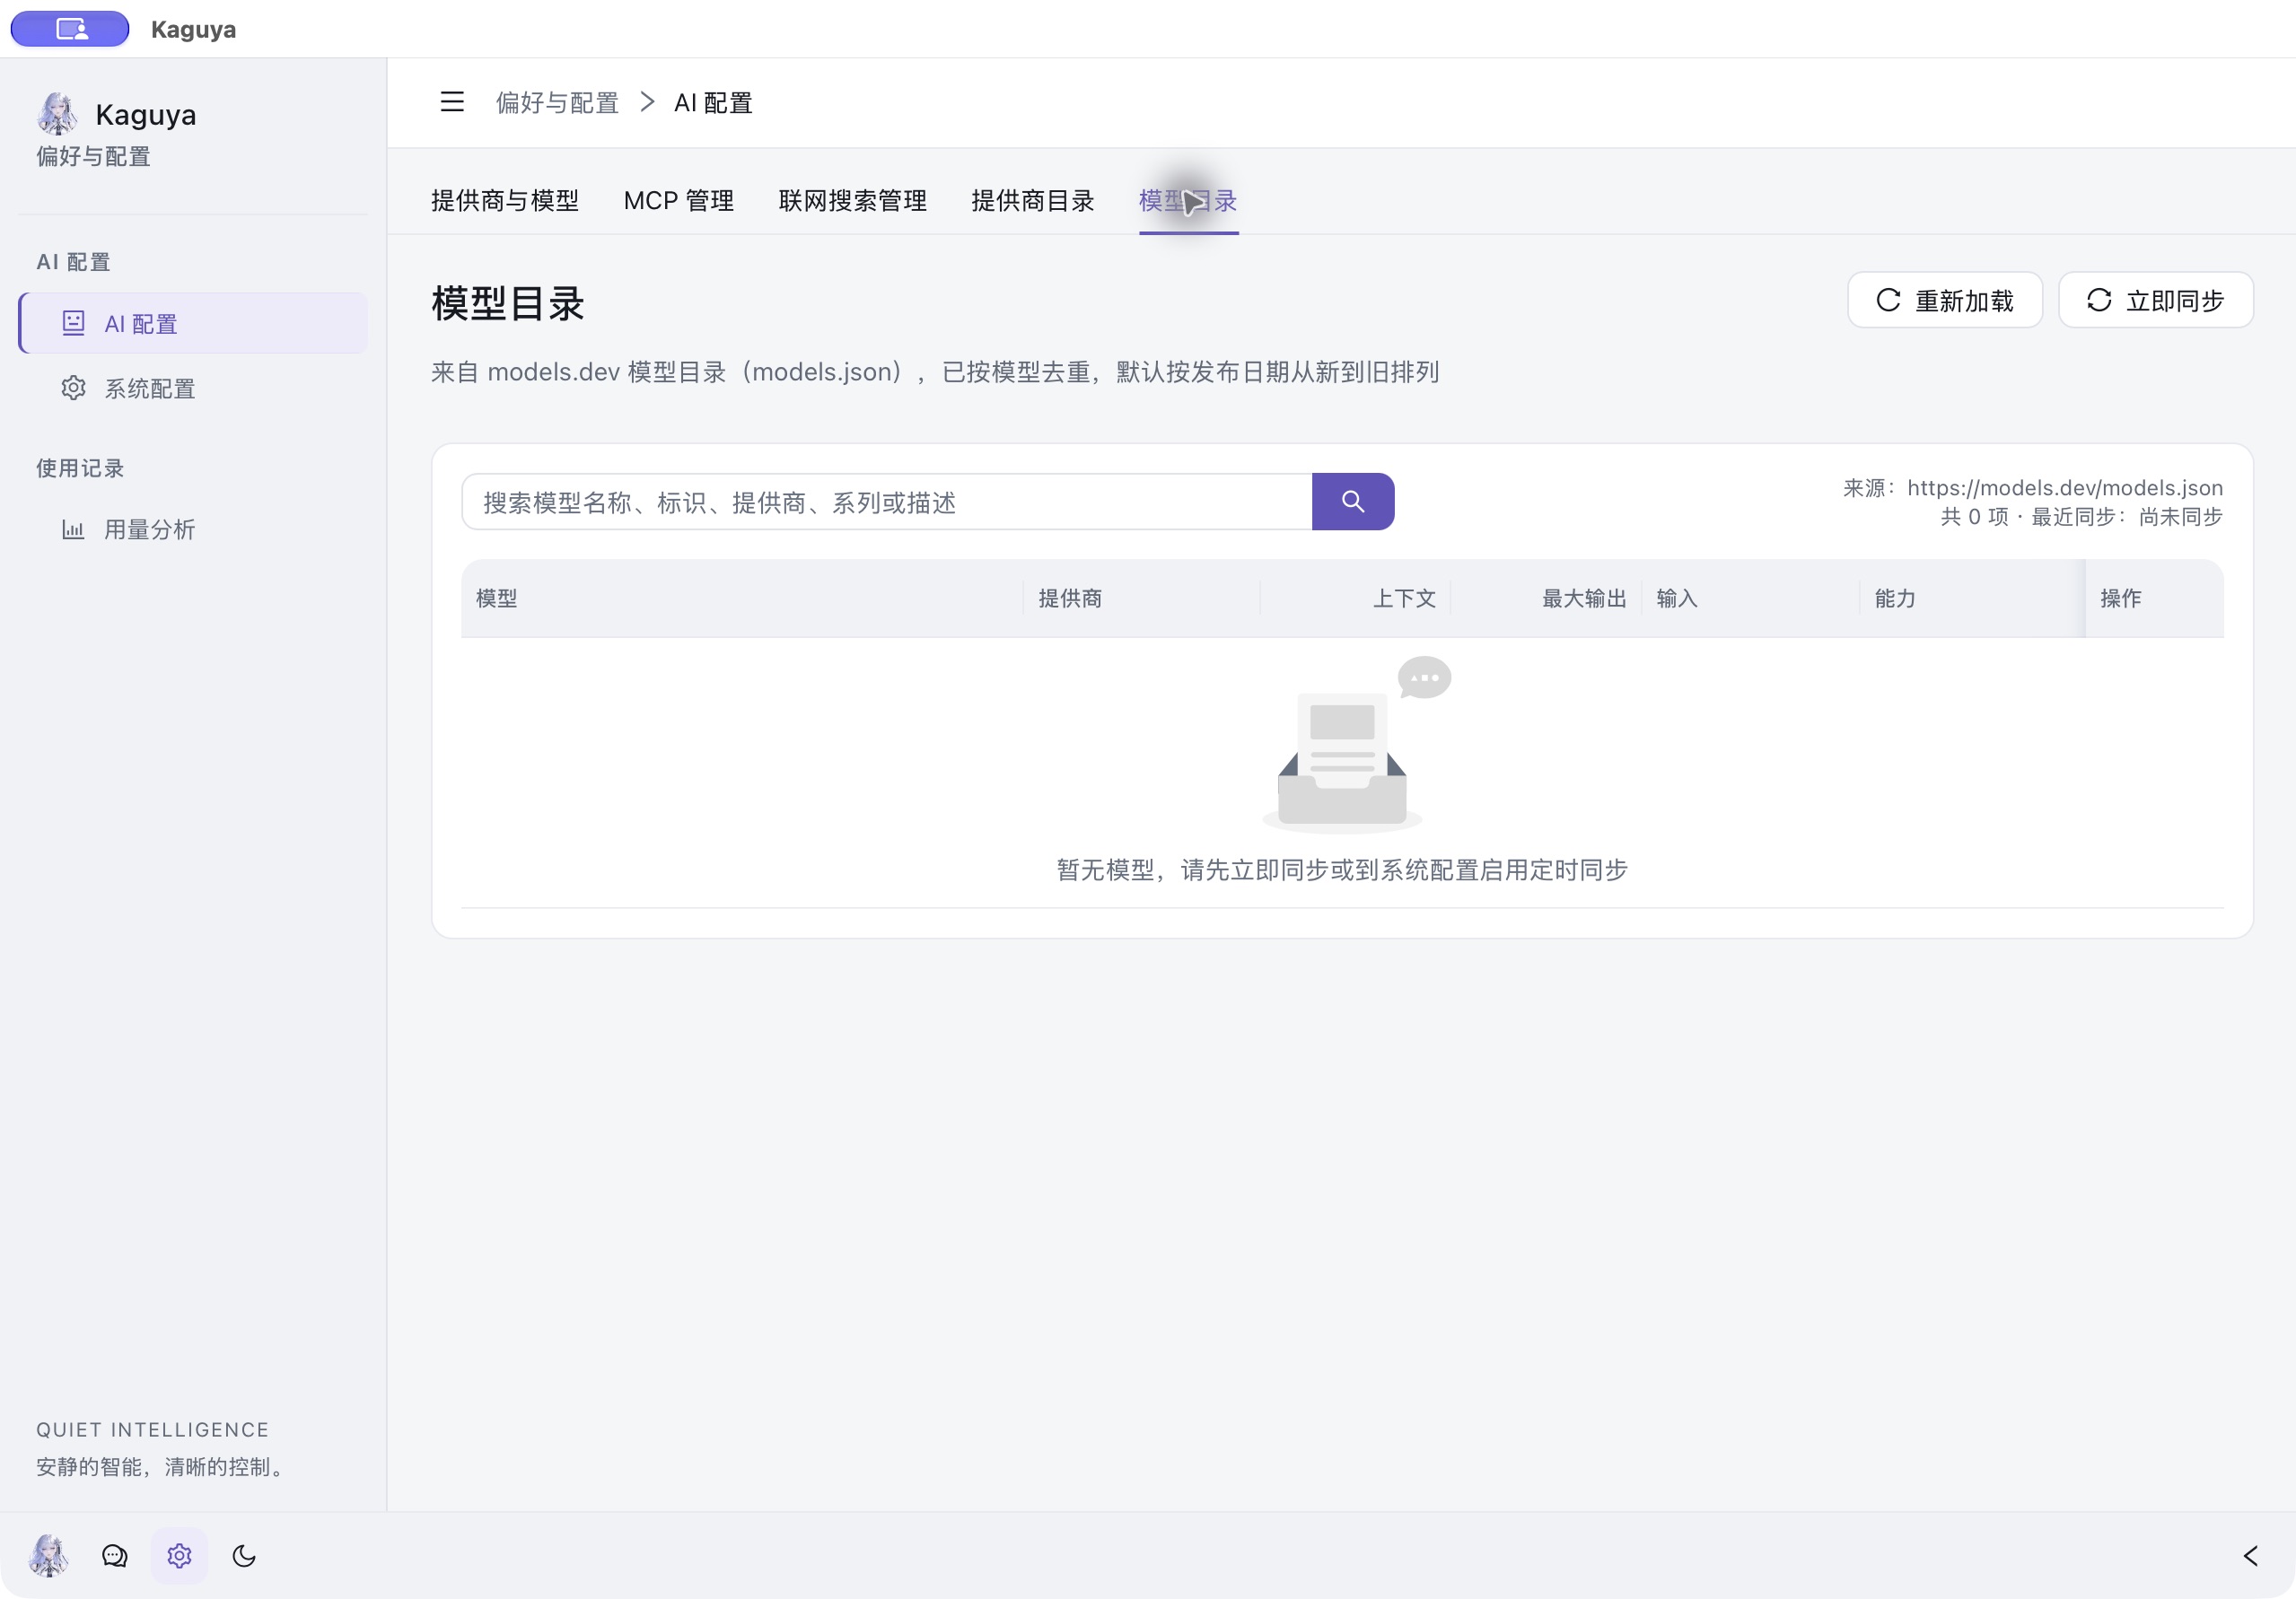 Kaguya
Kaguya
偏好与配置
AI 配置
AI 配置
系统配置
使用记录
用量分析
QUIET INTELLIGENCE
安静的智能，清晰的控制。
偏好与配置 > AI 配置
提供商与模型 MCP 管理 联网搜索管理 提供商目录 模型目录
模型目录
重新加载 立即同步
来自 models.dev 模型目录（models.json），已按模型去重，默认按发布日期从新到旧排列
搜索模型名称、标识、提供商、系列或描述
来源：https://models.dev/models.json
共 0 项 · 最近同步：尚未同步
模型 提供商 上下文 最大输出 输入 能力 操作
暂无模型，请先立即同步或到系统配置启用定时同步